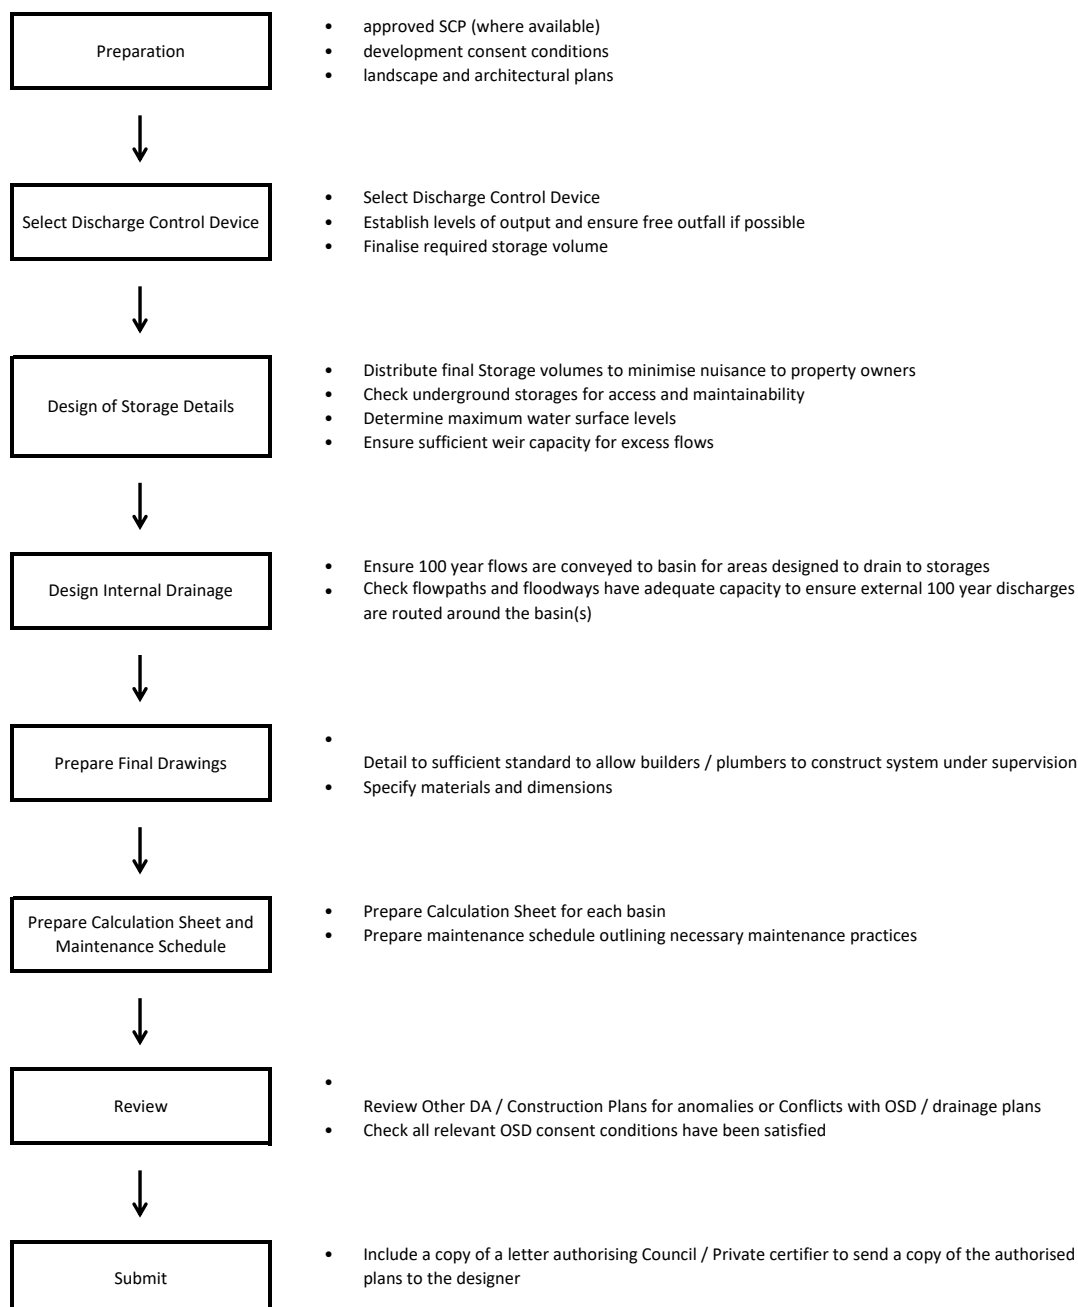 Preparation
• approved SCP (where available)
• development consent conditions
• landscape and architectural plans
Select Discharge Control Device
• Select Discharge Control Device
• Establish levels of output and ensure free outfall if possible
• Finalise required storage volume
Design of Storage Details
• Distribute final Storage volumes to minimise nuisance to property owners
• Check underground storages for access and maintainability
• Determine maximum water surface levels
• Ensure sufficient weir capacity for excess flows
Design Internal Drainage
• Ensure 100 year flows are conveyed to basin for areas designed to drain to storages
• Check flowpaths and floodways have adequate capacity to ensure external 100 year discharges
are routed around the basin(s)
Prepare Final Drawings
•
Detail to sufficient standard to allow builders / plumbers to construct system under supervision
• Specify materials and dimensions
Prepare Calculation Sheet and
Maintenance Schedule
• Prepare Calculation Sheet for each basin
• Prepare maintenance schedule outlining necessary maintenance practices
Review
•
Review Other DA / Construction Plans for anomalies or Conflicts with OSD / drainage plans
• Check all relevant OSD consent conditions have been satisfied
Submit
• Include a copy of a letter authorising Council / Private certifier to send a copy of the authorised
plans to the designer